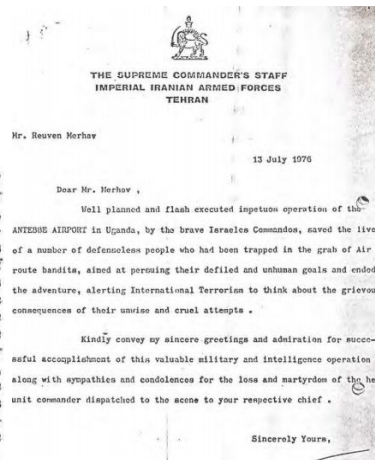 THE SUPREME COMMANDER'S STAFF
IMPERIAL IRANIAN ARMED FORCES
TEHRAN
Mr. Reuven Merhav
13 July 1976
Dear Mr. Merhav ,
Well planned and flash executed impetuos operation of the
ANTEBBE AIRPORT in Uganda, by the brave Israeles Commandos, saved the live
of a number of defenseless people who had been trapped in the grab of Air
route bandits, aimed at persuing their defiled and unhuman goals and ended
the adventure, alerting International Terrorism to think about the grievou
consequences of their unwise and cruel attempts .
Kindly convey my sincere greetings and admiration for succe-
ssful accomplishment of this valuable military and intelligence operation
along with sympathies and condolences for the loss and martyrdom of the he
unit commander dispatched to the scene to your respective chief .
Sincerely Yours,